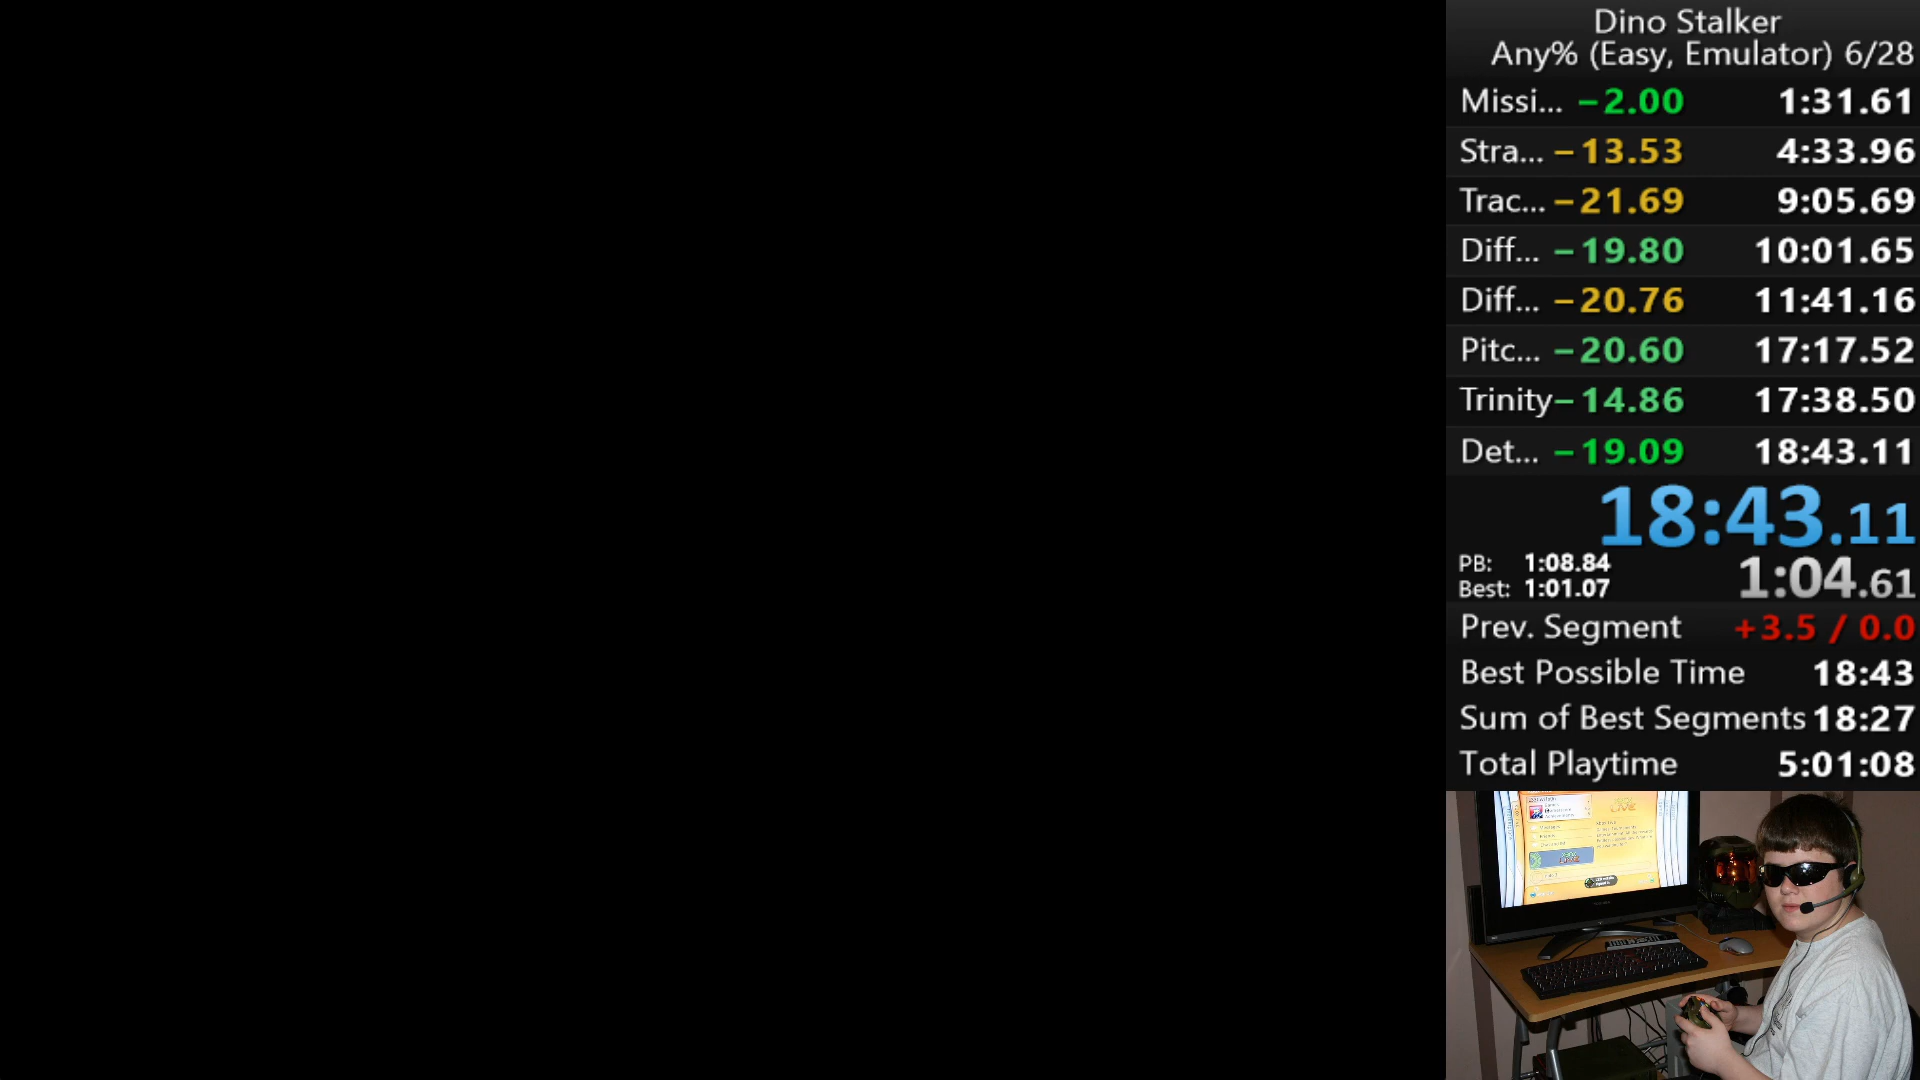 Dino Stalker
Any% (Easy, Emulator) 6/28
Missi... −2.00 1:31.61
Stra... −13.53 4:33.96
Trac... −21.69 9:05.69
Diff... −19.80 10:01.65
Diff... −20.76 11:41.16
Pitc... −20.60 17:17.52
Trinity −14.86 17:38.50
Det... −19.09 18:43.11
18:43.11
PB: 1:08.84
Best: 1:01.07
1:04.61
Prev. Segment +3.5 / 0.0
Best Possible Time 18:43
Sum of Best Segments 18:27
Total Playtime 5:01:08